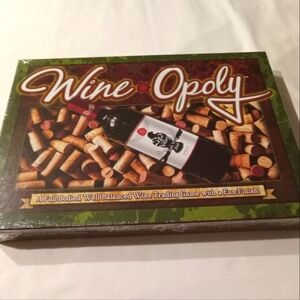 Wine Opoly
A Full Bodied, Well Balanced Wine Trading Game with a Fun Finish!